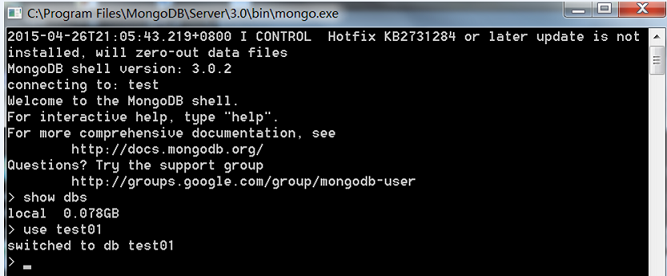 C:\Program Files\MongoDB\Server\3.0\bin\mongo.exe
2015-04-26T21:05:43.219+0800 I CONTROL  Hotfix KB2731284 or later update is not
installed, will zero-out data files
MongoDB shell version: 3.0.2
connecting to: test
Welcome to the MongoDB shell.
For interactive help, type "help".
For more comprehensive documentation, see
        http://docs.mongodb.org/
Questions? Try the support group
        http://groups.google.com/group/mongodb-user
> show dbs
local  0.078GB
> use test01
switched to db test01
> _